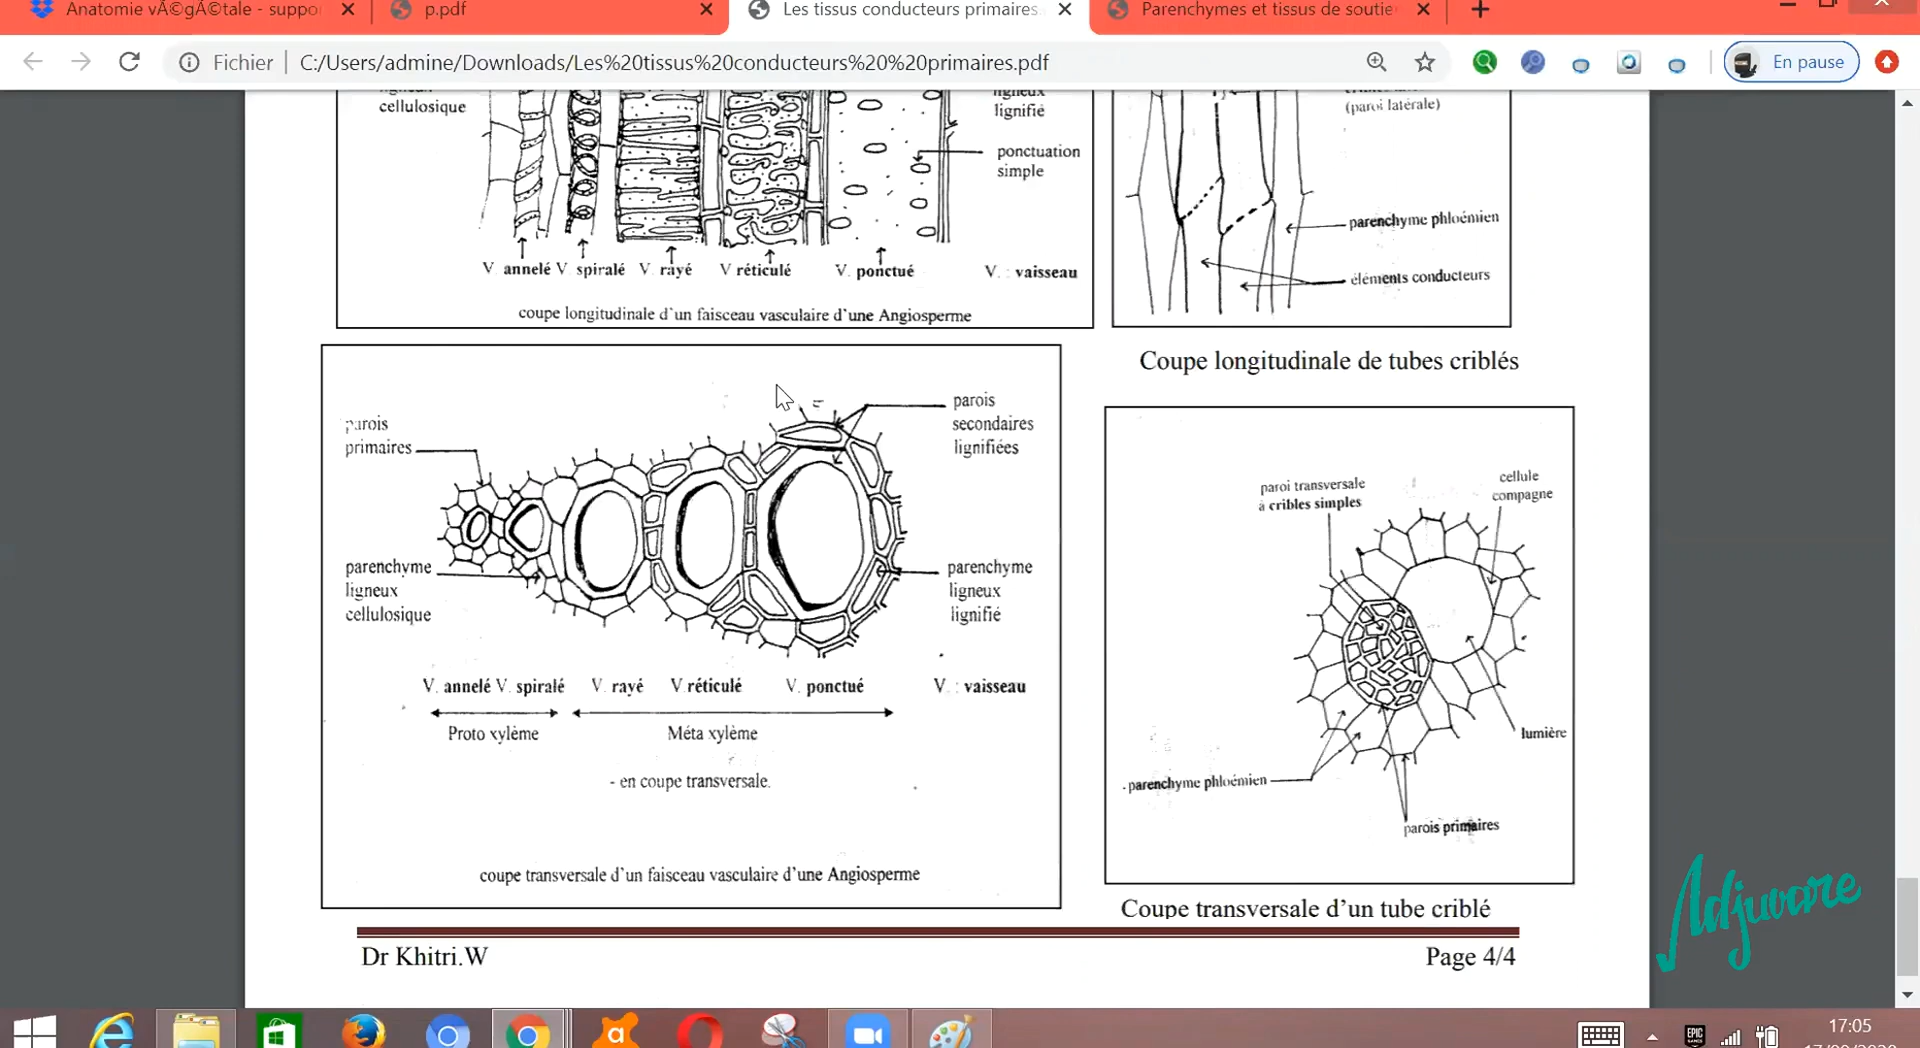 Anatomie vÃ©gÃ©tale - suppo
p.pdf
Les tissus conducteurs primaires.
Parenchymes et tissus de soutie
Fichier
C:/Users/admine/Downloads/Les%20tissus%20conducteurs%20%20primaires.pdf
En pause
ligneux
cellulosique
ligneux
lignifié
ponctuation
simple
V. annelé V spiralé V. rayé V réticulé V. ponctué V. : vaisseau
coupe longitudinale d'un faisceau vasculaire d'une Angiosperme
(paroi latérale)
parenchyme phloémien
éléments conducteurs
Coupe longitudinale de tubes criblés
parois
primaires
parois
secondaires
lignifiées
parenchyme
ligneux
cellulosique
parenchyme
ligneux
lignifié
V. annelé V. spiralé V. rayé V.réticulé V. ponctué V. : vaisseau
Proto xylème
Méta xylème
- en coupe transversale.
coupe transversale d'un faisceau vasculaire d'une Angiosperme
paroi transversale
à cribles simples
cellule
compagne
lumière
parenchyme phloémien
parois primaires
Coupe transversale d'un tube criblé
Dr Khitri.W
Page 4/4
Adjuvare
EPIC
17:05